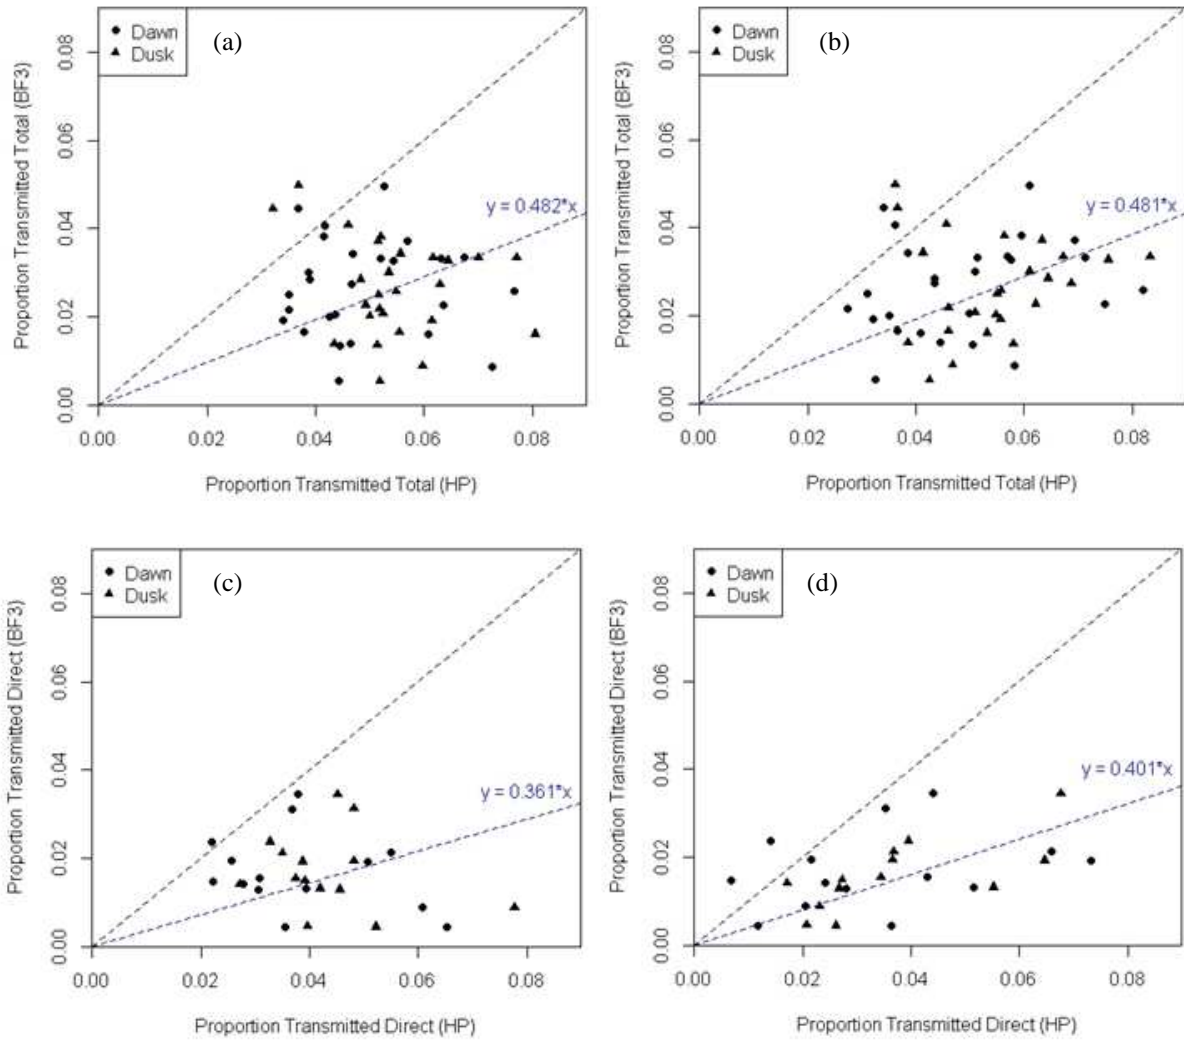 Dawn
Dusk
(a)
y = 0.482*x
0.00 0.02 0.04 0.06 0.08
0.00 0.02 0.04 0.06 0.08
Proportion Transmitted Total (BF3)
Proportion Transmitted Total (HP)
Dawn
Dusk
(b)
y = 0.481*x
0.00 0.02 0.04 0.06 0.08
0.00 0.02 0.04 0.06 0.08
Proportion Transmitted Total (BF3)
Proportion Transmitted Total (HP)
Dawn
Dusk
(c)
y = 0.361*x
0.00 0.02 0.04 0.06 0.08
0.00 0.02 0.04 0.06 0.08
Proportion Transmitted Direct (BF3)
Proportion Transmitted Direct (HP)
Dawn
Dusk
(d)
y = 0.401*x
0.00 0.02 0.04 0.06 0.08
0.00 0.02 0.04 0.06 0.08
Proportion Transmitted Direct (BF3)
Proportion Transmitted Direct (HP)